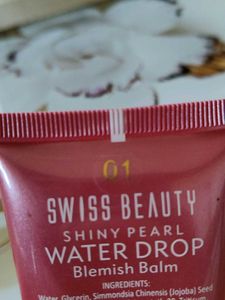 01
SWISS BEAUTY
SHINY PEARL
WATER DROP
Blemish Balm
INGREDIENTS:
Water, Glycerin, Simmondsia Chinensis (Jojoba) Seed